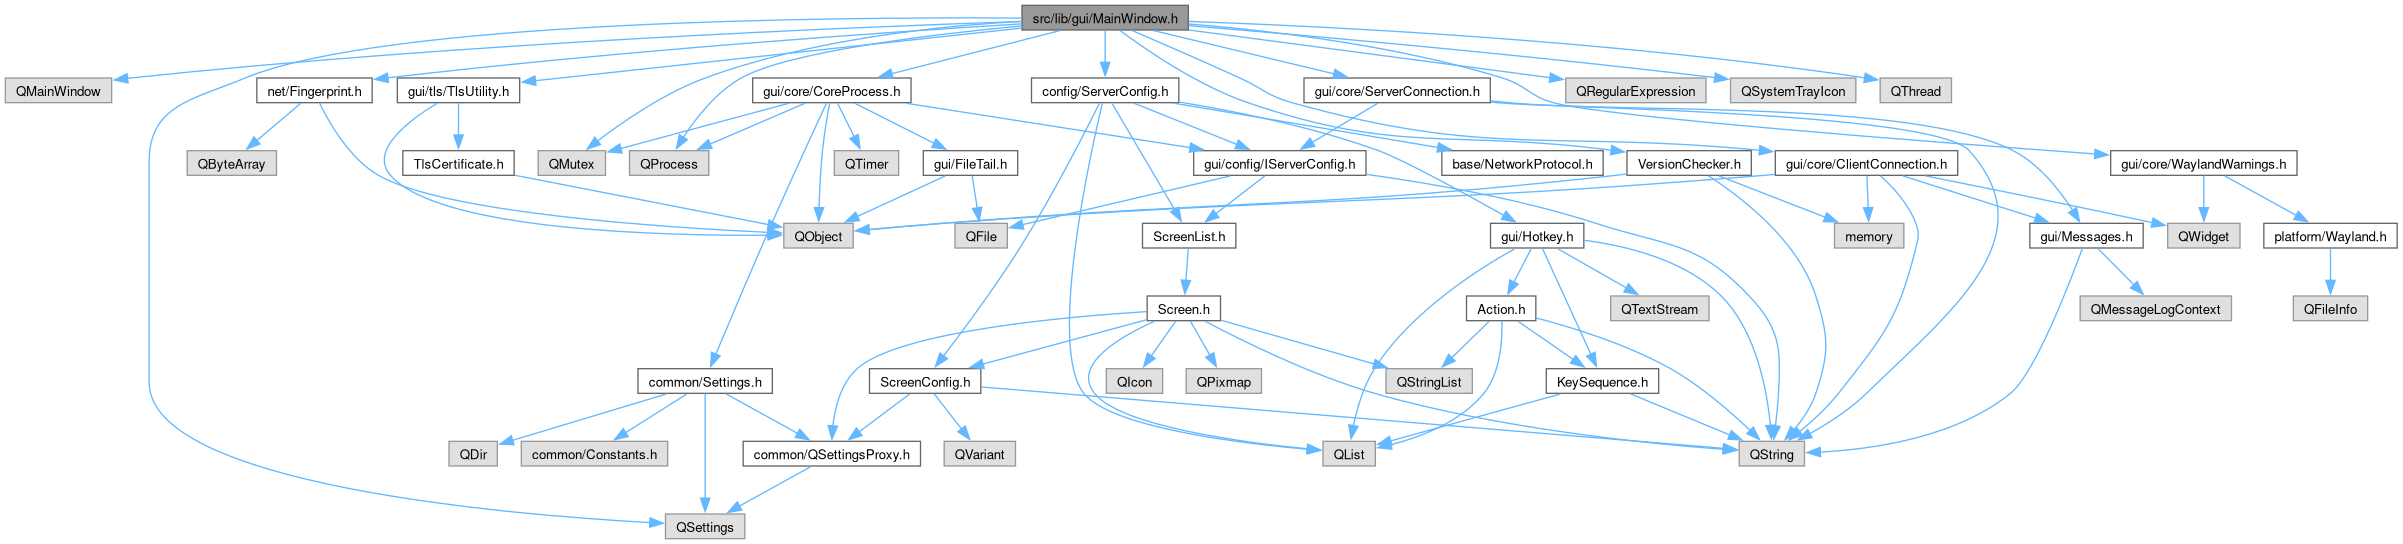 src/lib/gui/MainWindow.h
QMainWindow
net/Fingerprint.h
gui/tls/TlsUtility.h
gui/core/CoreProcess.h
config/ServerConfig.h
gui/core/ServerConnection.h
QRegularExpression
QSystemTrayIcon
QThread
QByteArray
TlsCertificate.h
QMutex
QProcess
QTimer
gui/FileTail.h
gui/config/IServerConfig.h
base/NetworkProtocol.h
VersionChecker.h
gui/core/ClientConnection.h
gui/core/WaylandWarnings.h
QObject
QFile
ScreenList.h
gui/Hotkey.h
memory
gui/Messages.h
QWidget
platform/Wayland.h
Screen.h
Action.h
QTextStream
QMessageLogContext
QFileInfo
common/Settings.h
ScreenConfig.h
QIcon
QPixmap
QStringList
KeySequence.h
QDir
common/Constants.h
common/QSettingsProxy.h
QVariant
QList
QString
QSettings